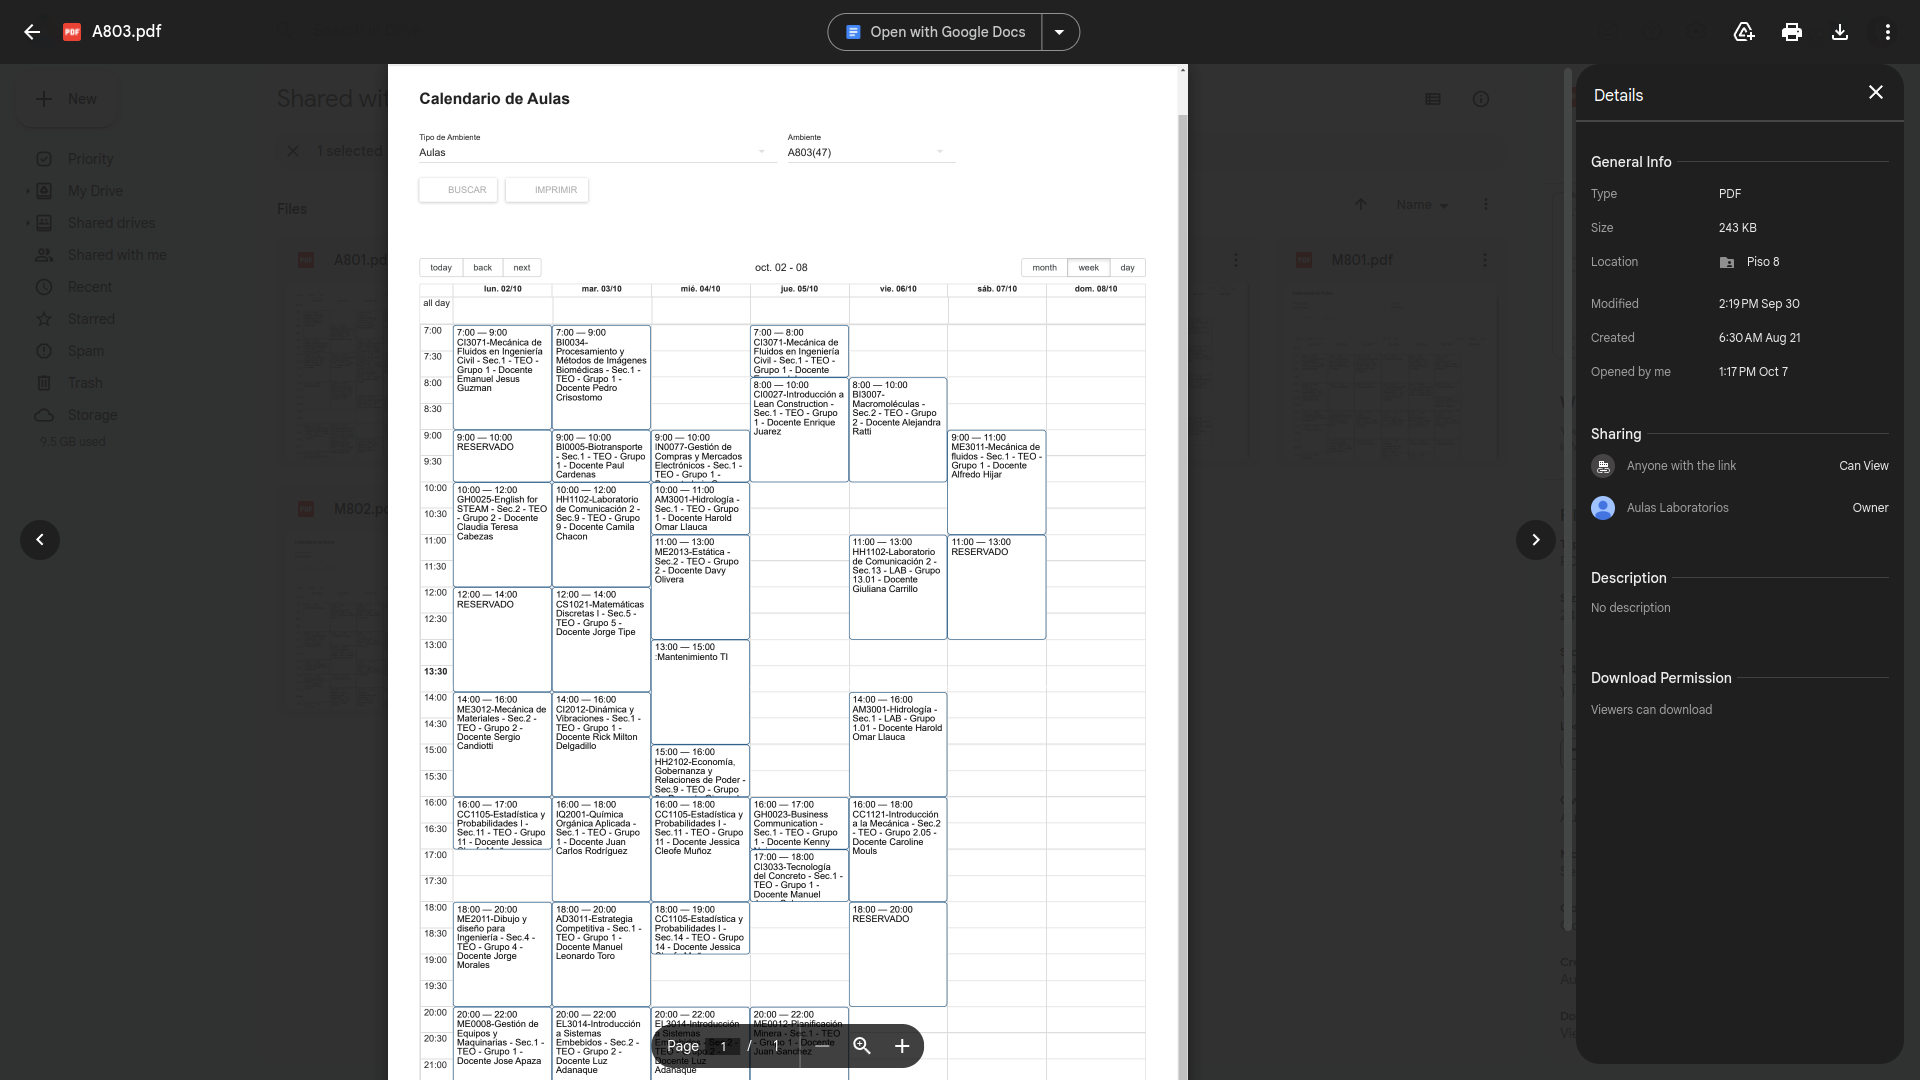 A803.pdf
Open with Google Docs
New
Shared wit
1 selected
Priority
My Drive
Shared drives
Shared with me
Recent
Starred
Spam
Trash
Storage
9.5 GB used
Files
Name
A801.pd
M801.pdf
M802.pd
Calendario de Aulas
Tipo de Ambiente
Aulas
Ambiente
A803(47)
BUSCAR
IMPRIMIR
today back next
oct. 02 - 08
month week day
lun. 02/10 mar. 03/10 mié. 04/10 jue. 05/10 vie. 06/10 sáb. 07/10 dom. 08/10
all day
7:00
7:30
8:00
8:30
9:00
9:30
10:00
10:30
11:00
11:30
12:00
12:30
13:00
13:30
14:00
14:30
15:00
15:30
16:00
16:30
17:00
17:30
18:00
18:30
19:00
19:30
20:00
20:30
21:00
7:00 — 9:00
CI3071-Mecánica de
Fluidos en Ingeniería
Civil - Sec.1 - TEO -
Grupo 1 - Docente
Emanuel Jesus
Guzman
9:00 — 10:00
RESERVADO
10:00 — 12:00
GH0025-English for
STEAM - Sec.2 - TEO
- Grupo 2 - Docente
Claudia Teresa
Cabezas
12:00 — 14:00
RESERVADO
14:00 — 16:00
ME3012-Mecánica de
Materiales - Sec.2 -
TEO - Grupo 2 -
Docente Sergio
Candiotti
16:00 — 17:00
CC1105-Estadística y
Probabilidades I -
Sec.11 - TEO - Grupo
11 - Docente Jessica
18:00 — 20:00
ME2011-Dibujo y
diseño para
Ingeniería - Sec.4 -
TEO - Grupo 4 -
Docente Jorge
Morales
20:00 — 22:00
ME0008-Gestión de
Equipos y
Maquinarias - Sec.1 -
TEO - Grupo 1 -
Docente Jose Apaza
7:00 — 9:00
BI0034-
Procesamiento y
Métodos de Imágenes
Biomédicas - Sec.1 -
TEO - Grupo 1 -
Docente Pedro
Crisostomo
9:00 — 10:00
BI0005-Biotransporte
- Sec.1 - TEO - Grupo
1 - Docente Paul
Cardenas
10:00 — 12:00
HH1102-Laboratorio
de Comunicación 2 -
Sec.9 - TEO - Grupo
9 - Docente Camila
Chacon
12:00 — 14:00
CS1021-Matemáticas
Discretas I - Sec.5 -
TEO - Grupo 5 -
Docente Jorge Tipe
14:00 — 16:00
CI2012-Dinámica y
Vibraciones - Sec.1 -
TEO - Grupo 1 -
Docente Rick Milton
Delgadillo
16:00 — 18:00
IQ2001-Química
Orgánica Aplicada -
Sec.1 - TEO - Grupo
1 - Docente Juan
Carlos Rodríguez
18:00 — 20:00
AD3011-Estrategia
Competitiva - Sec.1 -
TEO - Grupo 1 -
Docente Manuel
Leonardo Toro
20:00 — 22:00
EL3014-Introducción
a Sistemas
Embebidos - Sec.2 -
TEO - Grupo 2 -
Docente Luz
Adanaque
9:00 — 10:00
IN0077-Gestión de
Compras y Mercados
Electrónicos - Sec.1 -
TEO - Grupo 1 -
10:00 — 11:00
AM3001-Hidrología -
Sec.1 - TEO - Grupo
1 - Docente Harold
Omar Llauca
11:00 — 13:00
ME2013-Estática -
Sec.2 - TEO - Grupo
2 - Docente Davy
Olivera
13:00 — 15:00
:Mantenimiento TI
15:00 — 16:00
HH2102-Economía,
Gobernanza y
Relaciones de Poder -
Sec.9 - TEO - Grupo
16:00 — 18:00
CC1105-Estadística y
Probabilidades I -
Sec.11 - TEO - Grupo
11 - Docente Jessica
Cleofe Muñoz
18:00 — 19:00
CC1105-Estadística y
Probabilidades I -
Sec.14 - TEO - Grupo
14 - Docente Jessica
20:00 — 22:00
EL3014-Introducción
a Sistemas
Embebidos - Sec.2 -
TEO - Grupo 2 -
Docente Luz
Adanaque
7:00 — 8:00
CI3071-Mecánica de
Fluidos en Ingeniería
Civil - Sec.1 - TEO -
Grupo 1 - Docente
8:00 — 10:00
CI0027-Introducción a
Lean Construction -
Sec.1 - TEO - Grupo
1 - Docente Enrique
Juarez
16:00 — 17:00
GH0023-Business
Communication -
Sec.1 - TEO - Grupo
1 - Docente Kenny
17:00 — 18:00
CI3033-Tecnología
del Concreto - Sec.1 -
TEO - Grupo 1 -
Docente Manuel
20:00 — 22:00
ME0012-Planificación
Minera - Sec.1 - TEO
- Grupo 1 - Docente
Juan Sanchez
8:00 — 10:00
BI3007-
Macromoléculas -
Sec.2 - TEO - Grupo
2 - Docente Alejandra
Ratti
11:00 — 13:00
HH1102-Laboratorio
de Comunicación 2 -
Sec.13 - LAB - Grupo
13.01 - Docente
Giuliana Carrillo
14:00 — 16:00
AM3001-Hidrología -
Sec.1 - LAB - Grupo
1.01 - Docente Harold
Omar Llauca
16:00 — 18:00
CC1121-Introducción
a la Mecánica - Sec.2
- TEO - Grupo 2.05 -
Docente Caroline
Mouls
18:00 — 20:00
RESERVADO
9:00 — 11:00
ME3011-Mecánica de
fluidos - Sec.1 - TEO -
Grupo 1 - Docente
Alfredo Hijar
11:00 — 13:00
RESERVADO
Page 1 / 1
Details
General Info
Type PDF
Size 243 KB
Location Piso 8
Modified 2:19 PM Sep 30
Created 6:30 AM Aug 21
Opened by me 1:17 PM Oct 7
Sharing
Anyone with the link Can View
Aulas Laboratorios Owner
Description
No description
Download Permission
Viewers can download